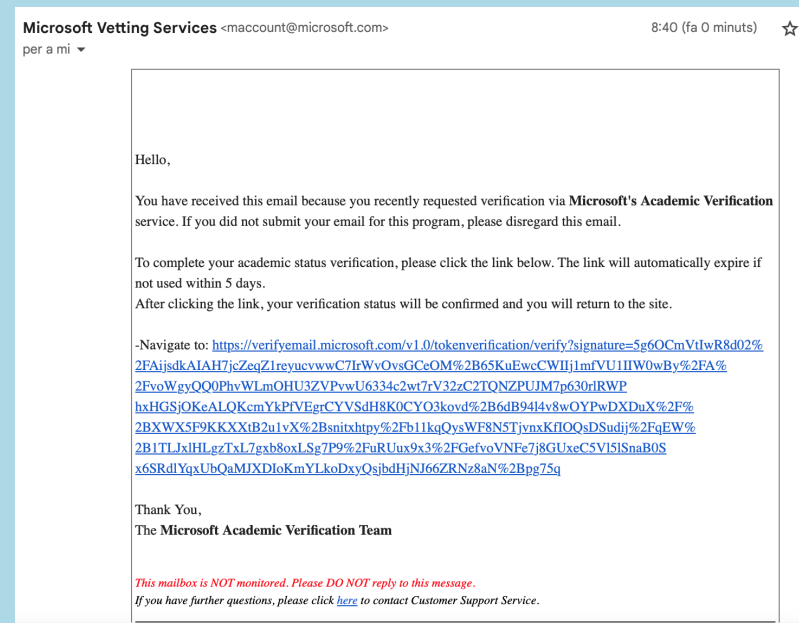 Microsoft Vetting Services <maccount@microsoft.com>
8:40 (fa 0 minuts)
per a mi
Hello,
You have received this email because you recently requested verification via Microsoft's Academic Verification
service. If you did not submit your email for this program, please disregard this email.
To complete your academic status verification, please click the link below. The link will automatically expire if
not used within 5 days.
After clicking the link, your verification status will be confirmed and you will return to the site.
-Navigate to: https://verifyemail.microsoft.com/v1.0/tokenverification/verify?signature=5g6OCmVtIwR8d02%
2FAijsdkAIAH7jcZeqZ1reyucvwwC7IrWvOvsGCeOM%2B65KuEwcCWIIj1mfVU1IIW0wBy%2FA%
2FvoWgyQQ0PhvWLmOHU3ZVPvwU6334c2wt7rV32zC2TQNZPUJM7p630rlRWP
hxHGSjOKeALQKcmYkPfVEgrCYVSdH8K0CYO3kovd%2B6dB94l4v8wOYPwDXDuX%2F%
2BXWX5F9KKXXtB2u1vX%2Bsnitxhtpy%2Fb11kqQysWF8N5TjvnxKfIOQsDSudij%2FqEW%
2B1TLJxlHLgzTxL7gxb8oxLSg7P9%2FuRUux9x3%2FGefvoVNFe7j8GUxeC5Vl5lSnaB0S
x6SRdlYqxUbQaMJXDIoKmYLkoDxyQsjbdHjNJ66ZRNz8aN%2Bpg75q
Thank You,
The Microsoft Academic Verification Team
This mailbox is NOT monitored. Please DO NOT reply to this message.
If you have further questions, please click here to contact Customer Support Service.